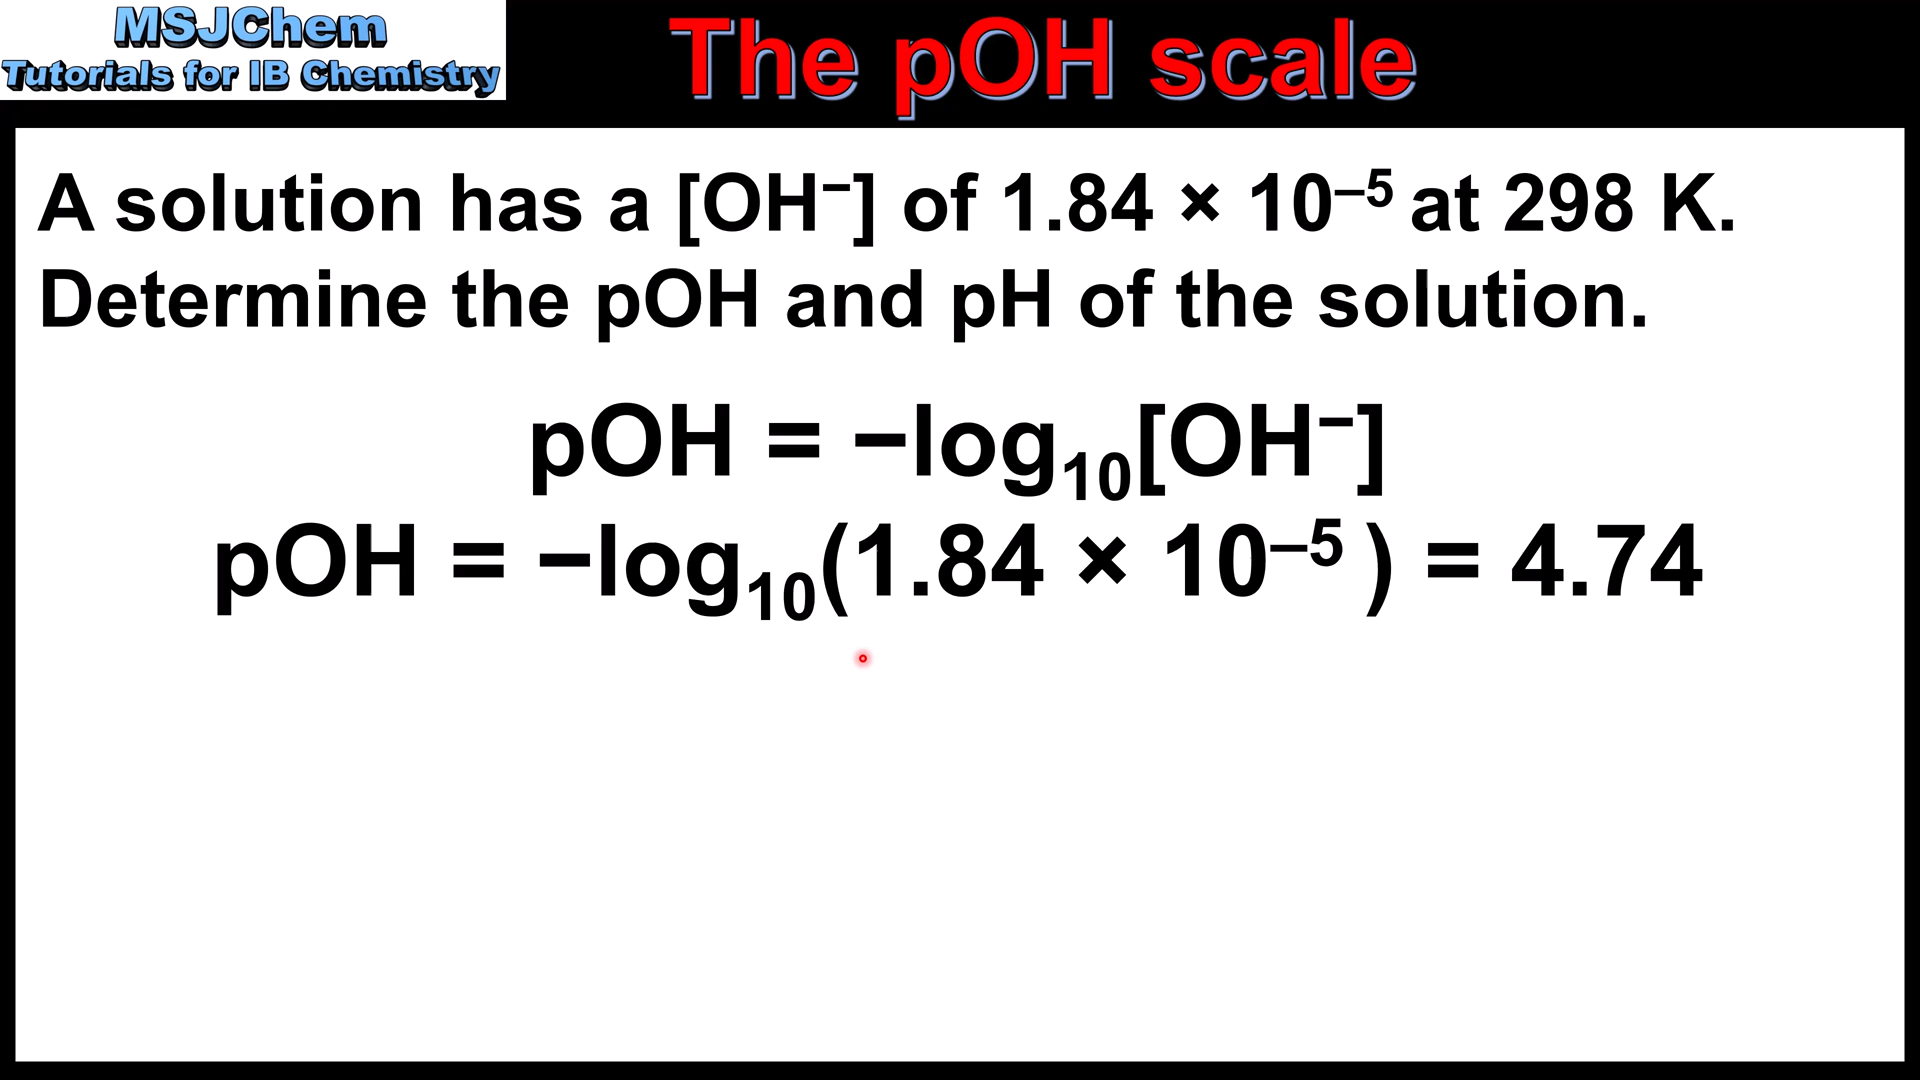 MSJChem
Tutorials for IB Chemistry
The pOH scale
A solution has a [OH⁻] of 1.84 × 10⁻⁵ at 298 K.
Determine the pOH and pH of the solution.
pOH = −log₁₀[OH⁻]
pOH = −log₁₀(1.84 × 10⁻⁵ ) = 4.74